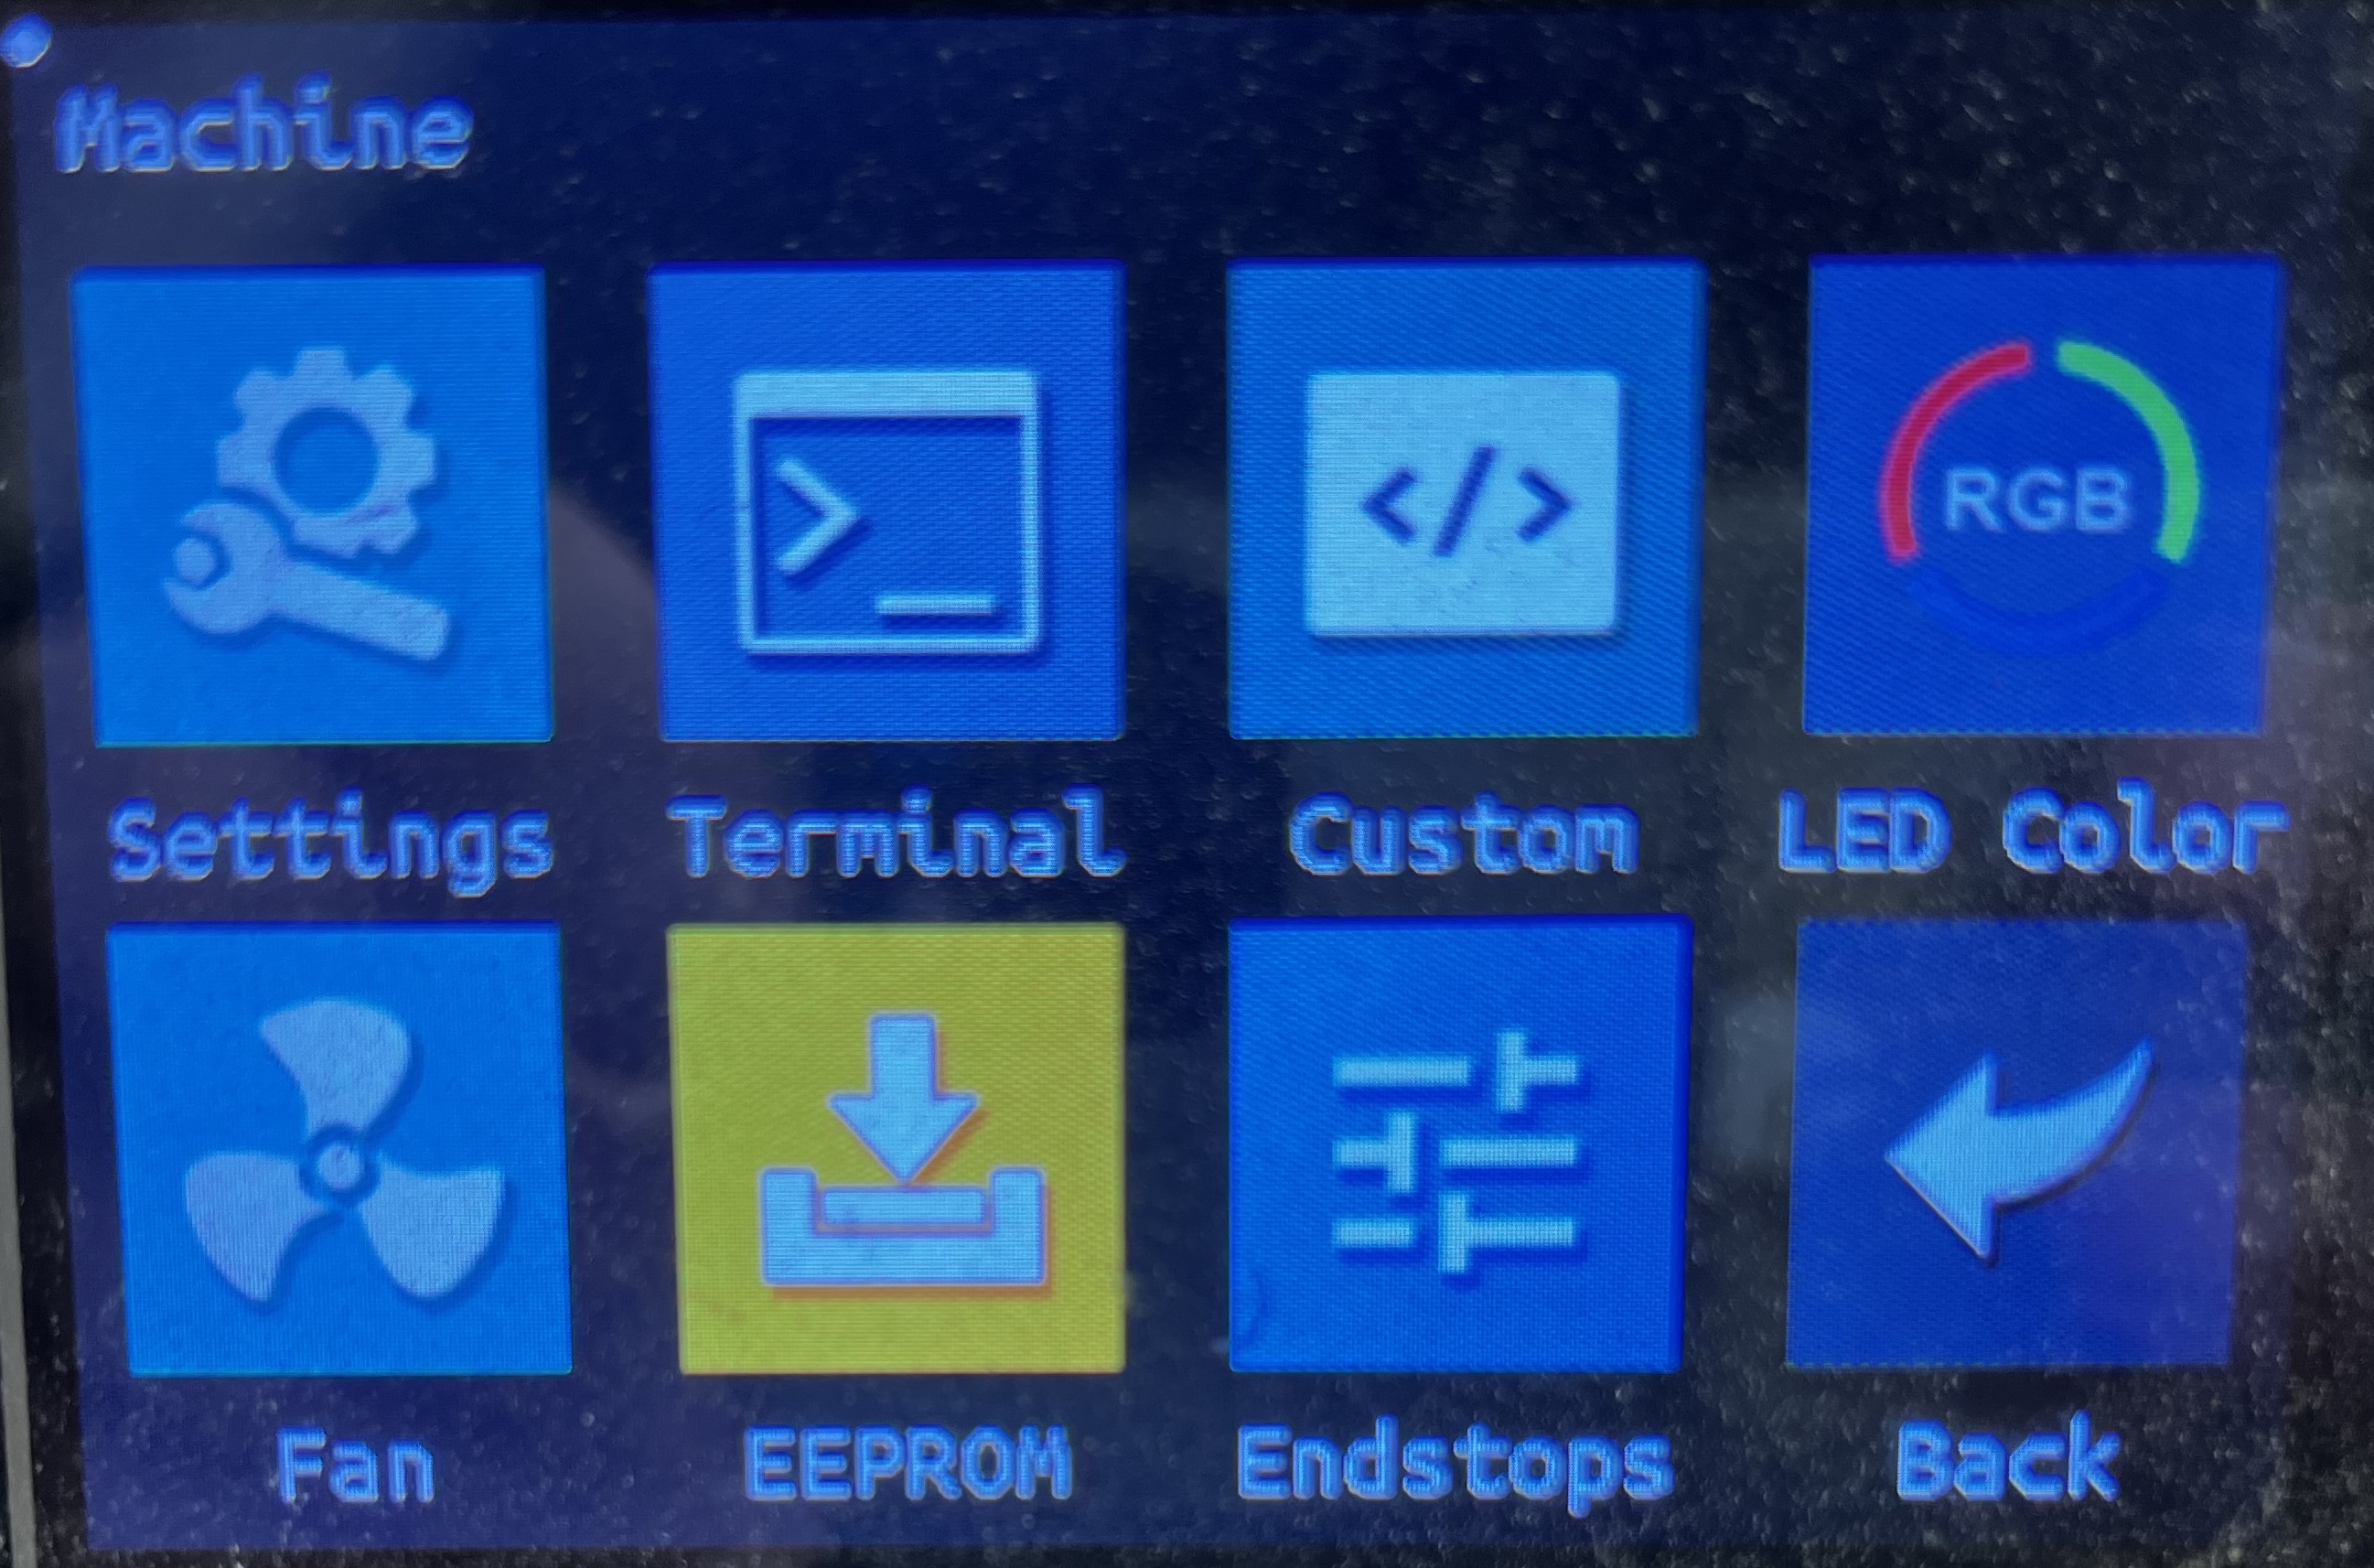 Machine
>_ </> RGB
Settings Terminal Custom LED Color
Fan EEPROM Endstops Back